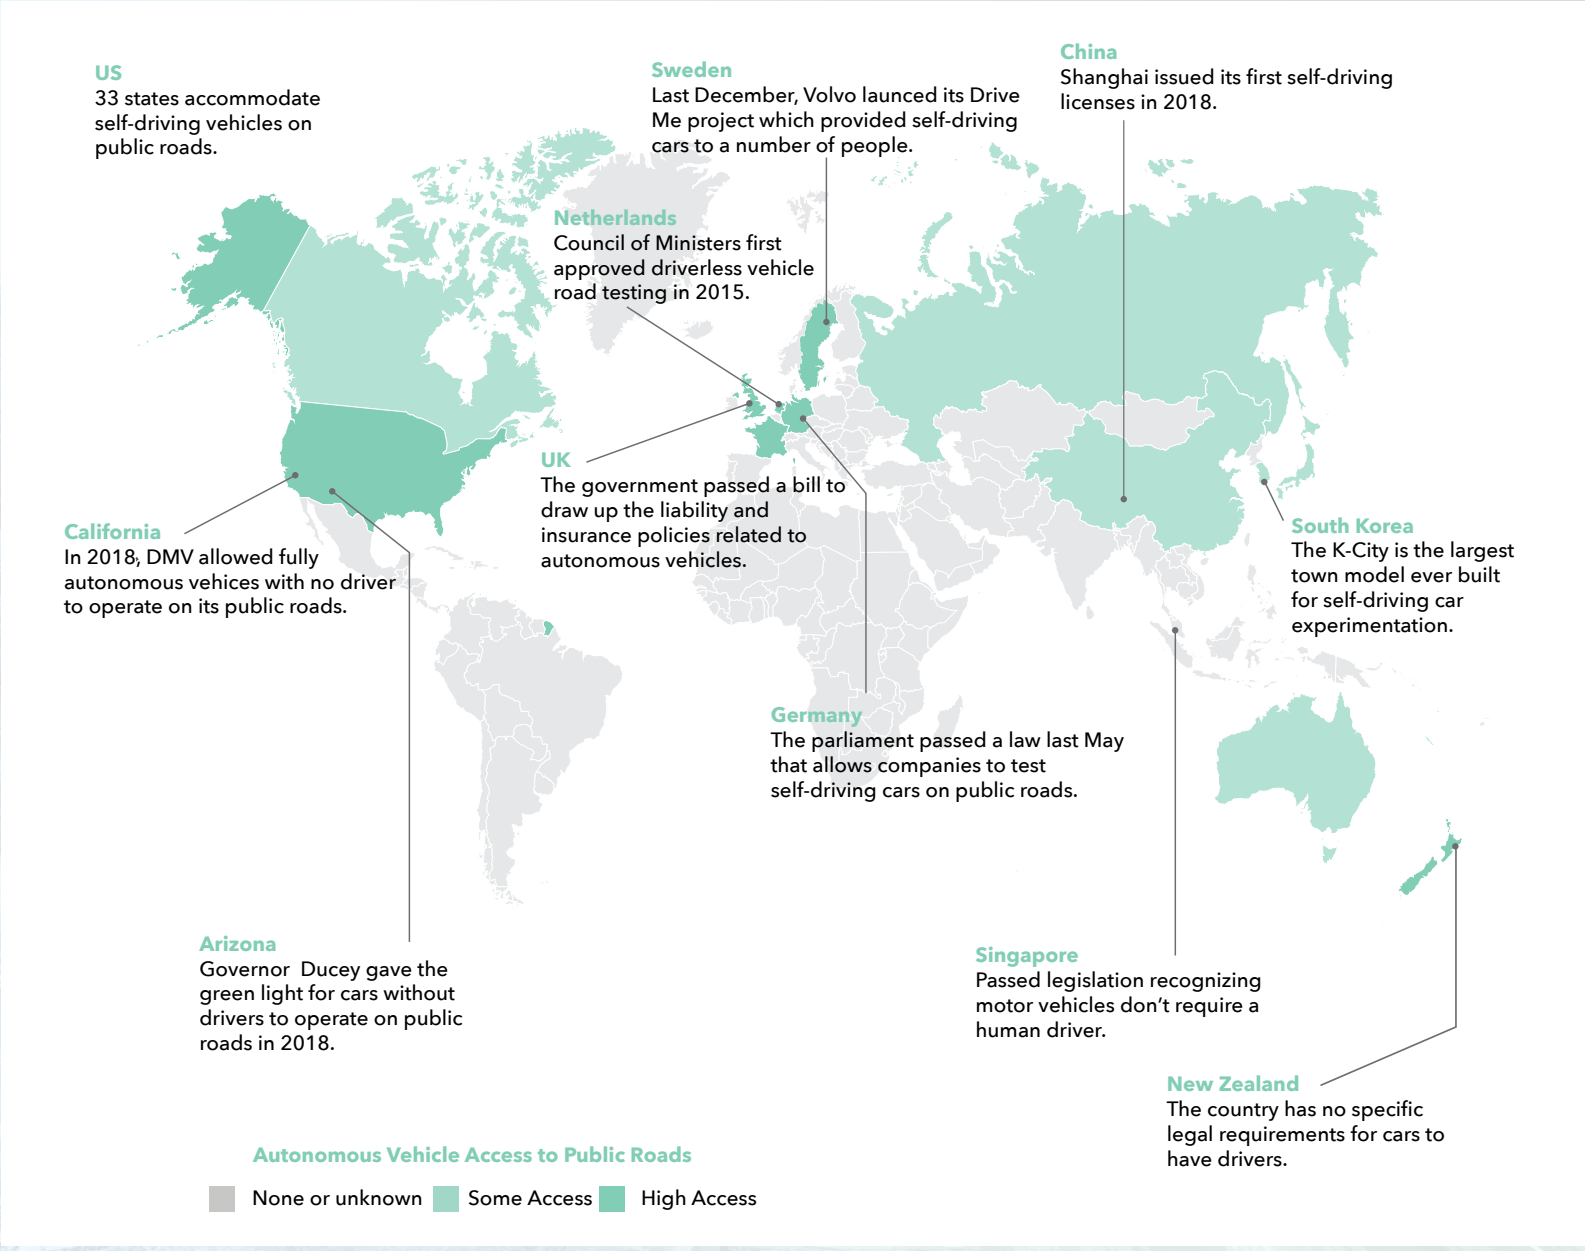 US
33 states accommodate
self-driving vehicles on
public roads.
Sweden
Last December, Volvo launced its Drive
Me project which provided self-driving
cars to a number of people.
China
Shanghai issued its first self-driving
licenses in 2018.
Netherlands
Council of Ministers first
approved driverless vehicle
road testing in 2015.
UK
The government passed a bill to
draw up the liability and
insurance policies related to
autonomous vehicles.
California
In 2018, DMV allowed fully
autonomous vehices with no driver
to operate on its public roads.
South Korea
The K-City is the largest
town model ever built
for self-driving car
experimentation.
Germany
The parliament passed a law last May
that allows companies to test
self-driving cars on public roads.
Arizona
Governor Ducey gave the
green light for cars without
drivers to operate on public
roads in 2018.
Singapore
Passed legislation recognizing
motor vehicles don’t require a
human driver.
New Zealand
The country has no specific
legal requirements for cars to
have drivers.
Autonomous Vehicle Access to Public Roads
None or unknown Some Access High Access